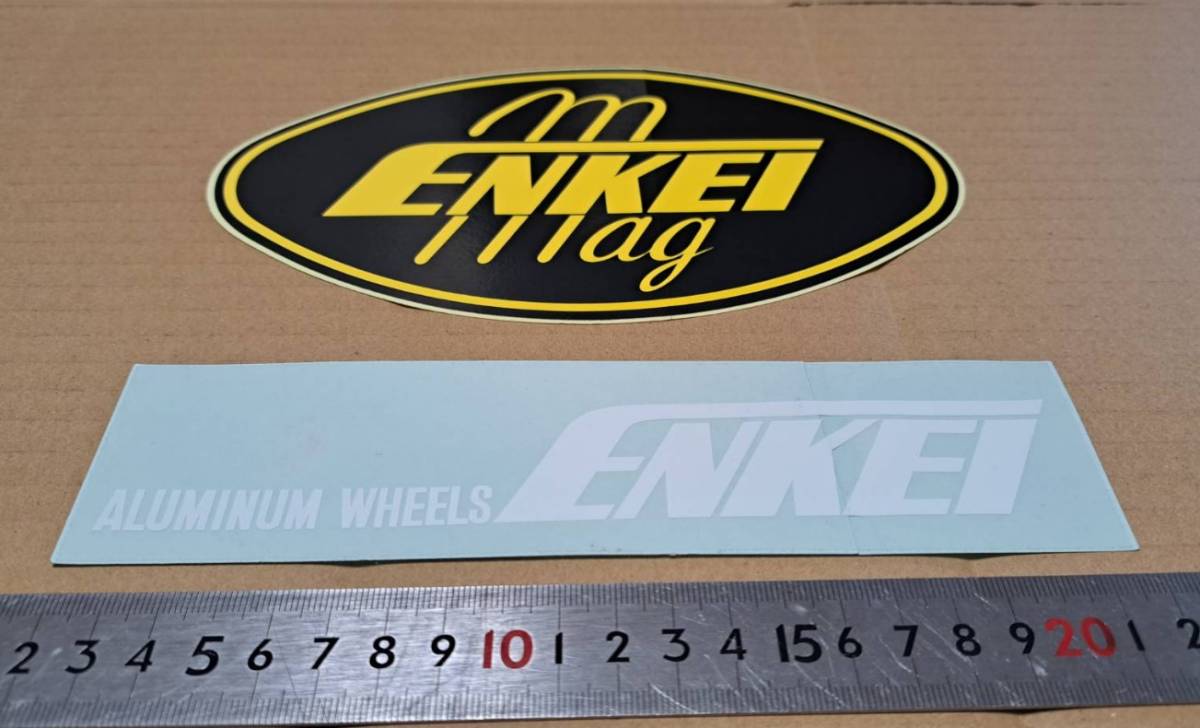 m
ENKEI
mag
ALUMINUM WHEELS ENKEI
2 3 4 5 6 7 8 9 10 1 2 3 4 15 6 7 8 9 20 1 2